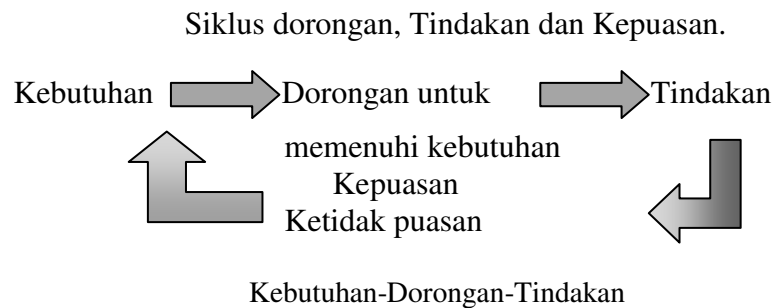 Siklus dorongan, Tindakan dan Kepuasan.
Kebutuhan Dorongan untuk Tindakan
memenuhi kebutuhan
Kepuasan
Ketidak puasan
Kebutuhan-Dorongan-Tindakan